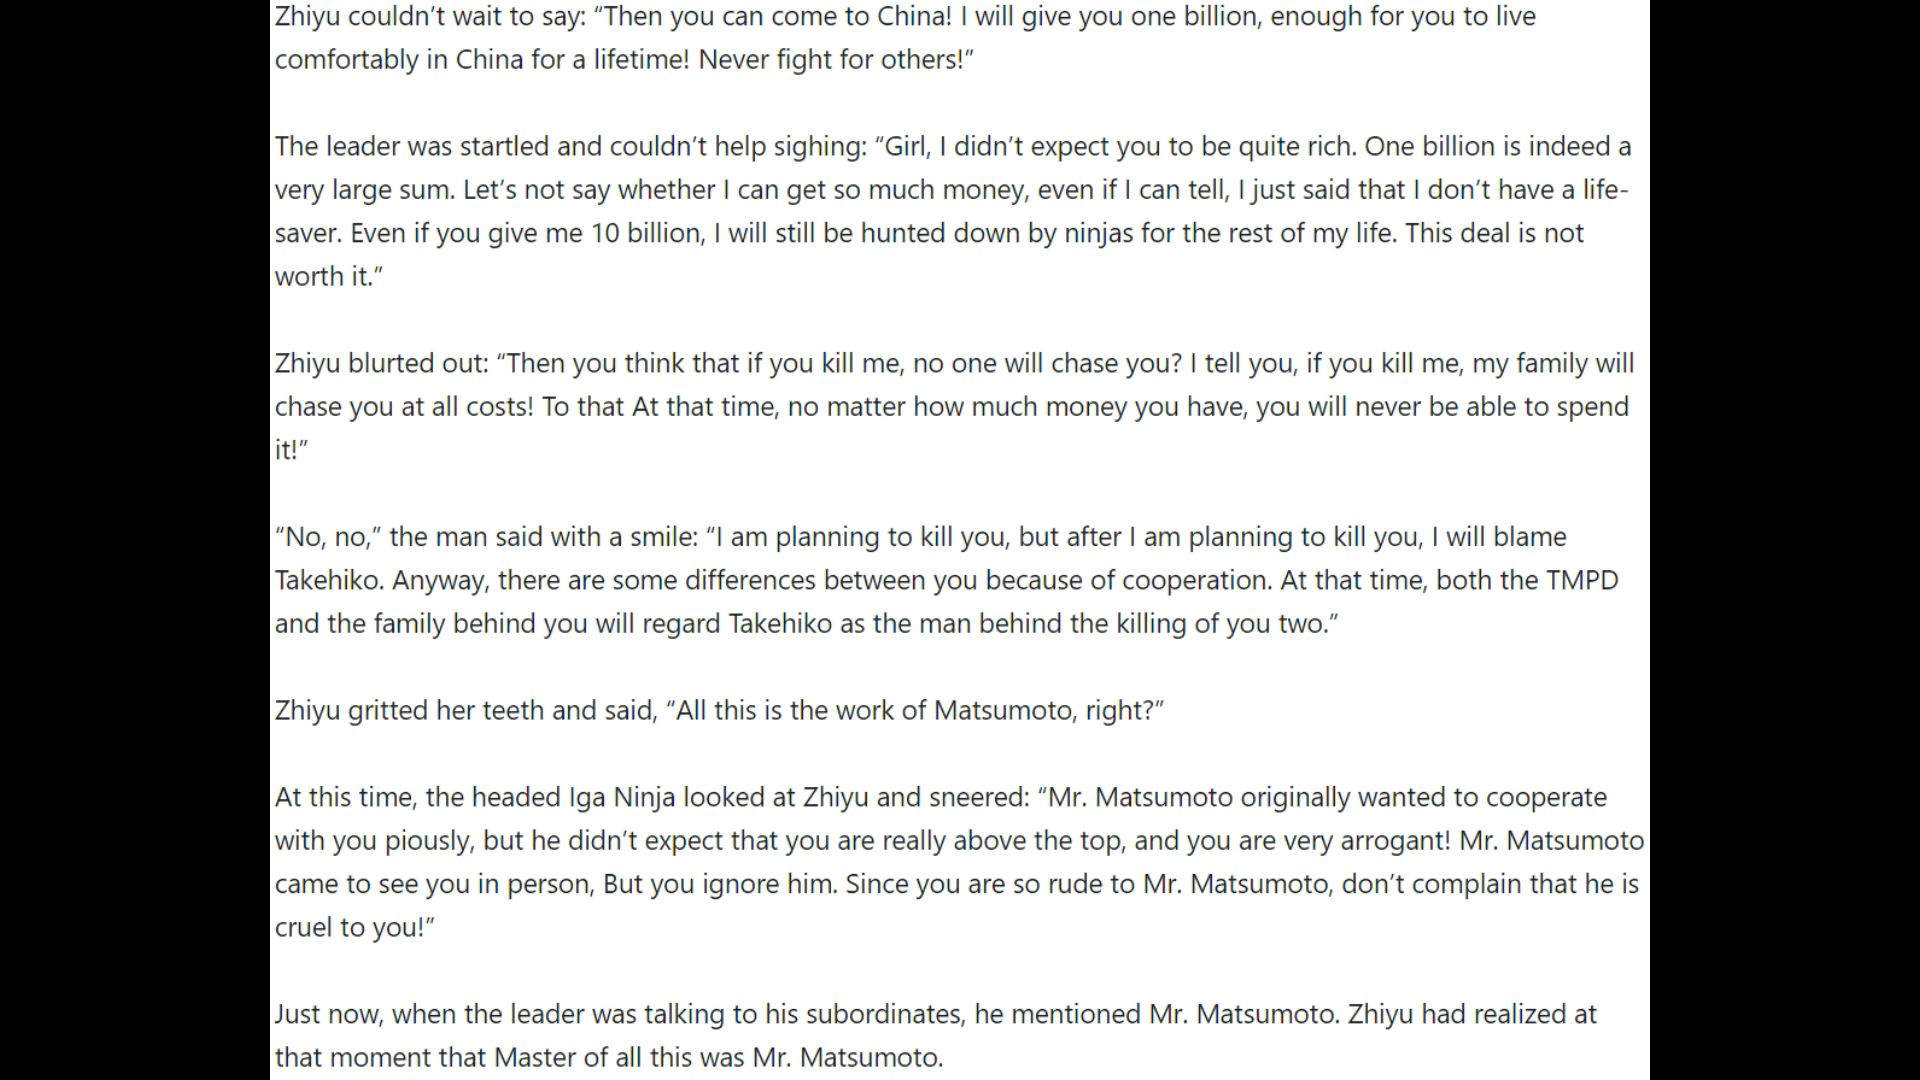 Zhiyu couldn’t wait to say: “Then you can come to China! I will give you one billion, enough for you to live
comfortably in China for a lifetime! Never fight for others!”
The leader was startled and couldn’t help sighing: “Girl, I didn’t expect you to be quite rich. One billion is indeed a
very large sum. Let’s not say whether I can get so much money, even if I can tell, I just said that I don’t have a life-
saver. Even if you give me 10 billion, I will still be hunted down by ninjas for the rest of my life. This deal is not
worth it.”
Zhiyu blurted out: “Then you think that if you kill me, no one will chase you? I tell you, if you kill me, my family will
chase you at all costs! To that At that time, no matter how much money you have, you will never be able to spend
it!”
“No, no,” the man said with a smile: “I am planning to kill you, but after I am planning to kill you, I will blame
Takehiko. Anyway, there are some differences between you because of cooperation. At that time, both the TMPD
and the family behind you will regard Takehiko as the man behind the killing of you two.”
Zhiyu gritted her teeth and said, “All this is the work of Matsumoto, right?”
At this time, the headed Iga Ninja looked at Zhiyu and sneered: “Mr. Matsumoto originally wanted to cooperate
with you piously, but he didn’t expect that you are really above the top, and you are very arrogant! Mr. Matsumoto
came to see you in person, But you ignore him. Since you are so rude to Mr. Matsumoto, don’t complain that he is
cruel to you!”
Just now, when the leader was talking to his subordinates, he mentioned Mr. Matsumoto. Zhiyu had realized at
that moment that Master of all this was Mr. Matsumoto.